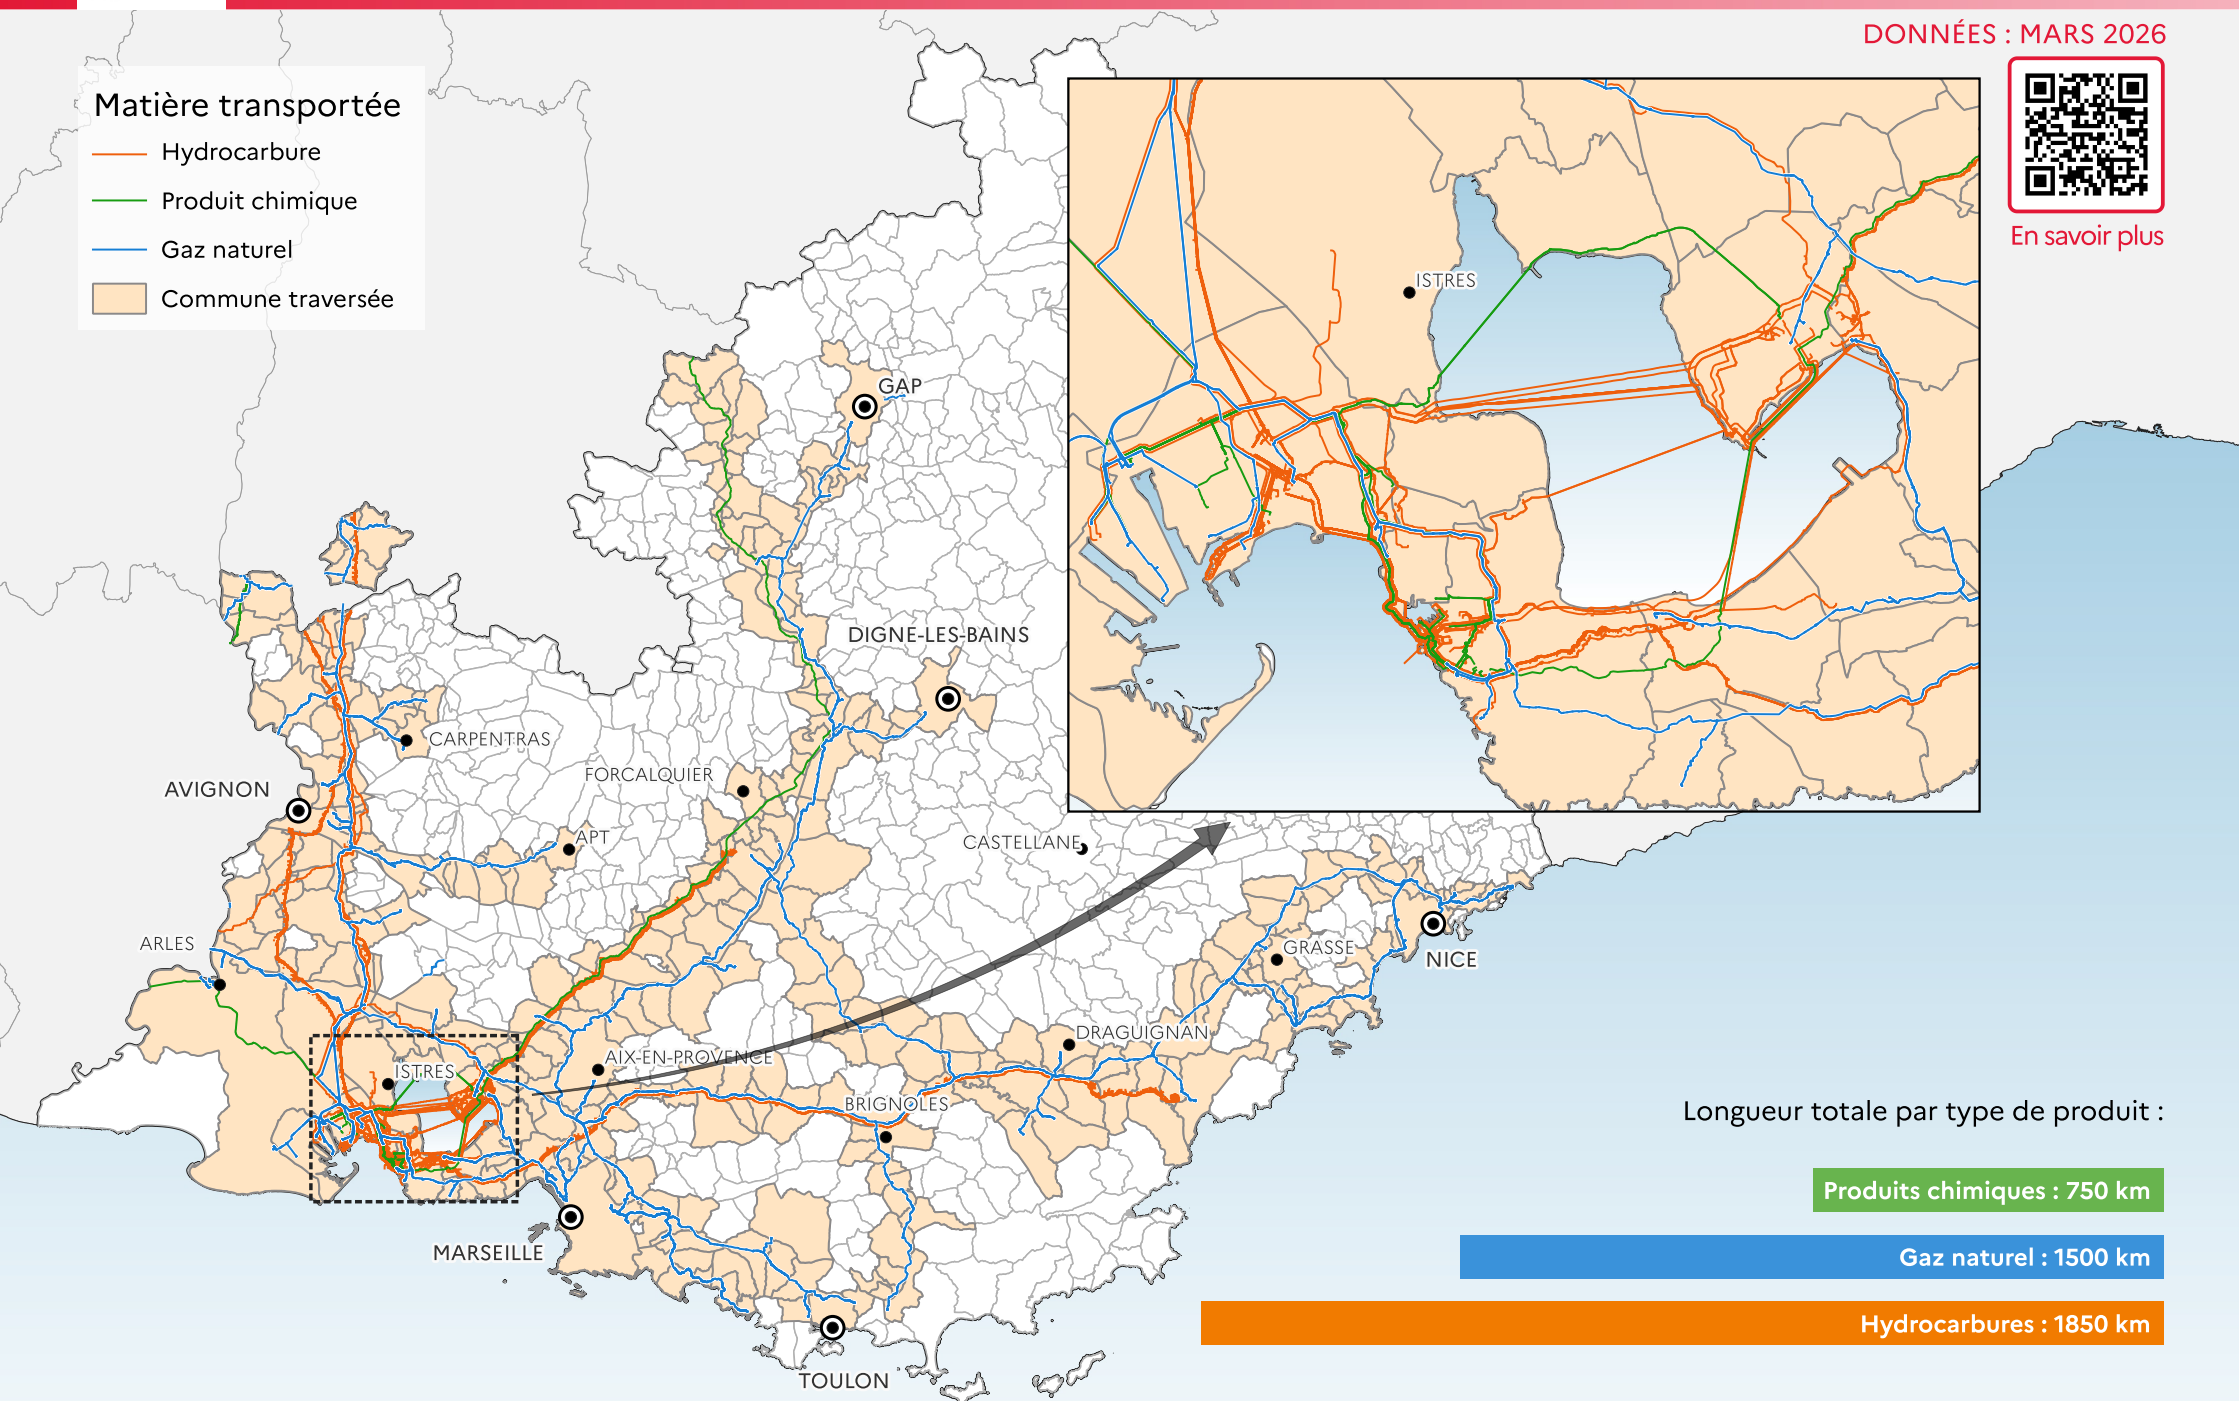 DONNÉES : MARS 2026
En savoir plus
Matière transportée
Hydrocarbure
Produit chimique
Gaz naturel
Commune traversée
ISTRES
GAP
DIGNE-LES-BAINS
CARPENTRAS
FORCALQUIER
AVIGNON
APT
CASTELLANE
ARLES
GRASSE
NICE
DRAGUIGNAN
AIX-EN-PROVENCE
ISTRES
BRIGNOLES
MARSEILLE
TOULON
Longueur totale par type de produit :
Produits chimiques : 750 km
Gaz naturel : 1500 km
Hydrocarbures : 1850 km